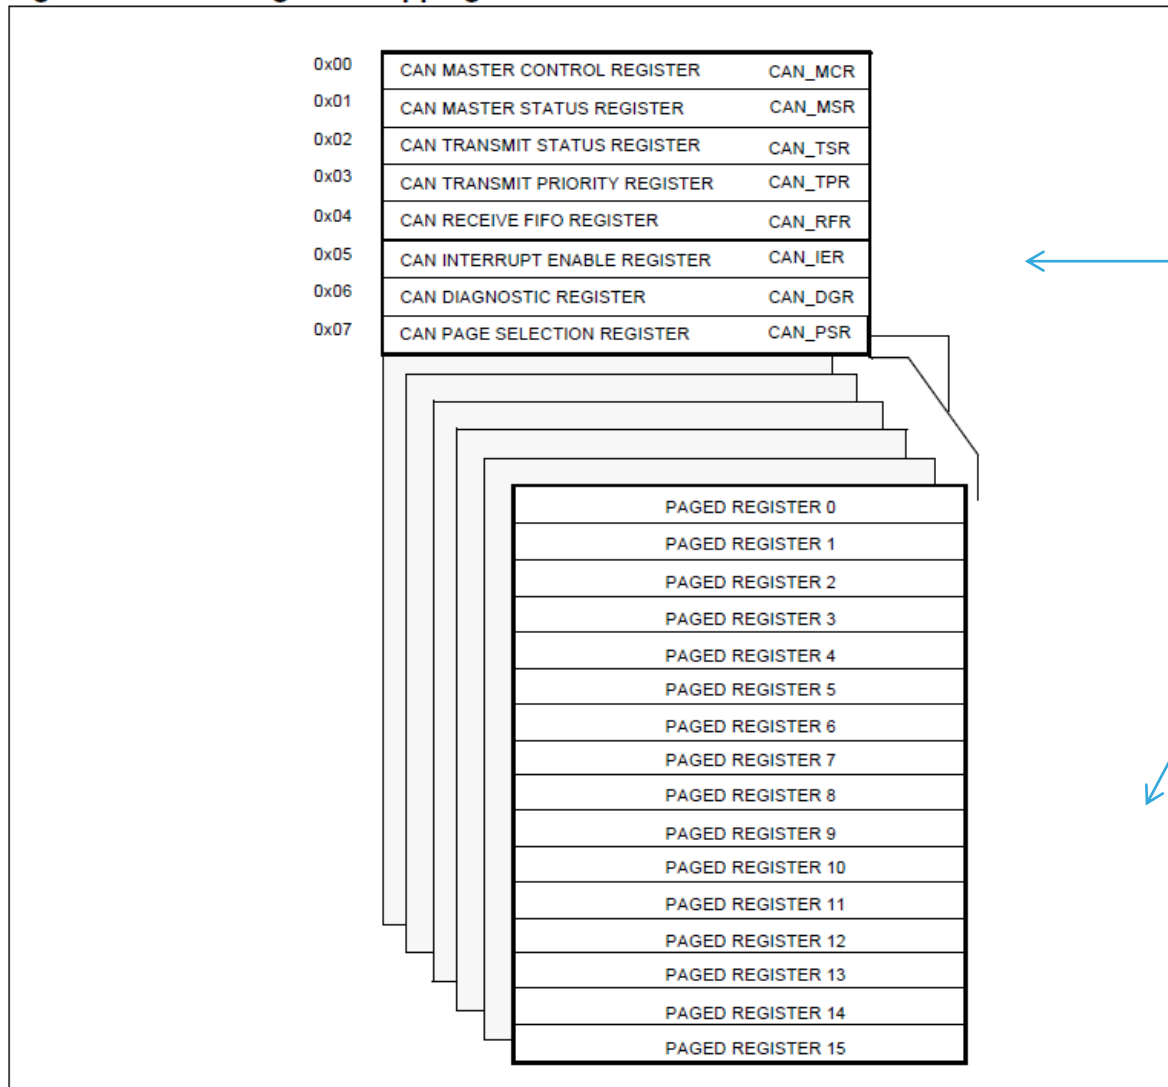 0x00 CAN MASTER CONTROL REGISTER CAN_MCR
0x01 CAN MASTER STATUS REGISTER CAN_MSR
0x02 CAN TRANSMIT STATUS REGISTER CAN_TSR
0x03 CAN TRANSMIT PRIORITY REGISTER CAN_TPR
0x04 CAN RECEIVE FIFO REGISTER CAN_RFR
0x05 CAN INTERRUPT ENABLE REGISTER CAN_IER
0x06 CAN DIAGNOSTIC REGISTER CAN_DGR
0x07 CAN PAGE SELECTION REGISTER CAN_PSR
PAGED REGISTER 0
PAGED REGISTER 1
PAGED REGISTER 2
PAGED REGISTER 3
PAGED REGISTER 4
PAGED REGISTER 5
PAGED REGISTER 6
PAGED REGISTER 7
PAGED REGISTER 8
PAGED REGISTER 9
PAGED REGISTER 10
PAGED REGISTER 11
PAGED REGISTER 12
PAGED REGISTER 13
PAGED REGISTER 14
PAGED REGISTER 15